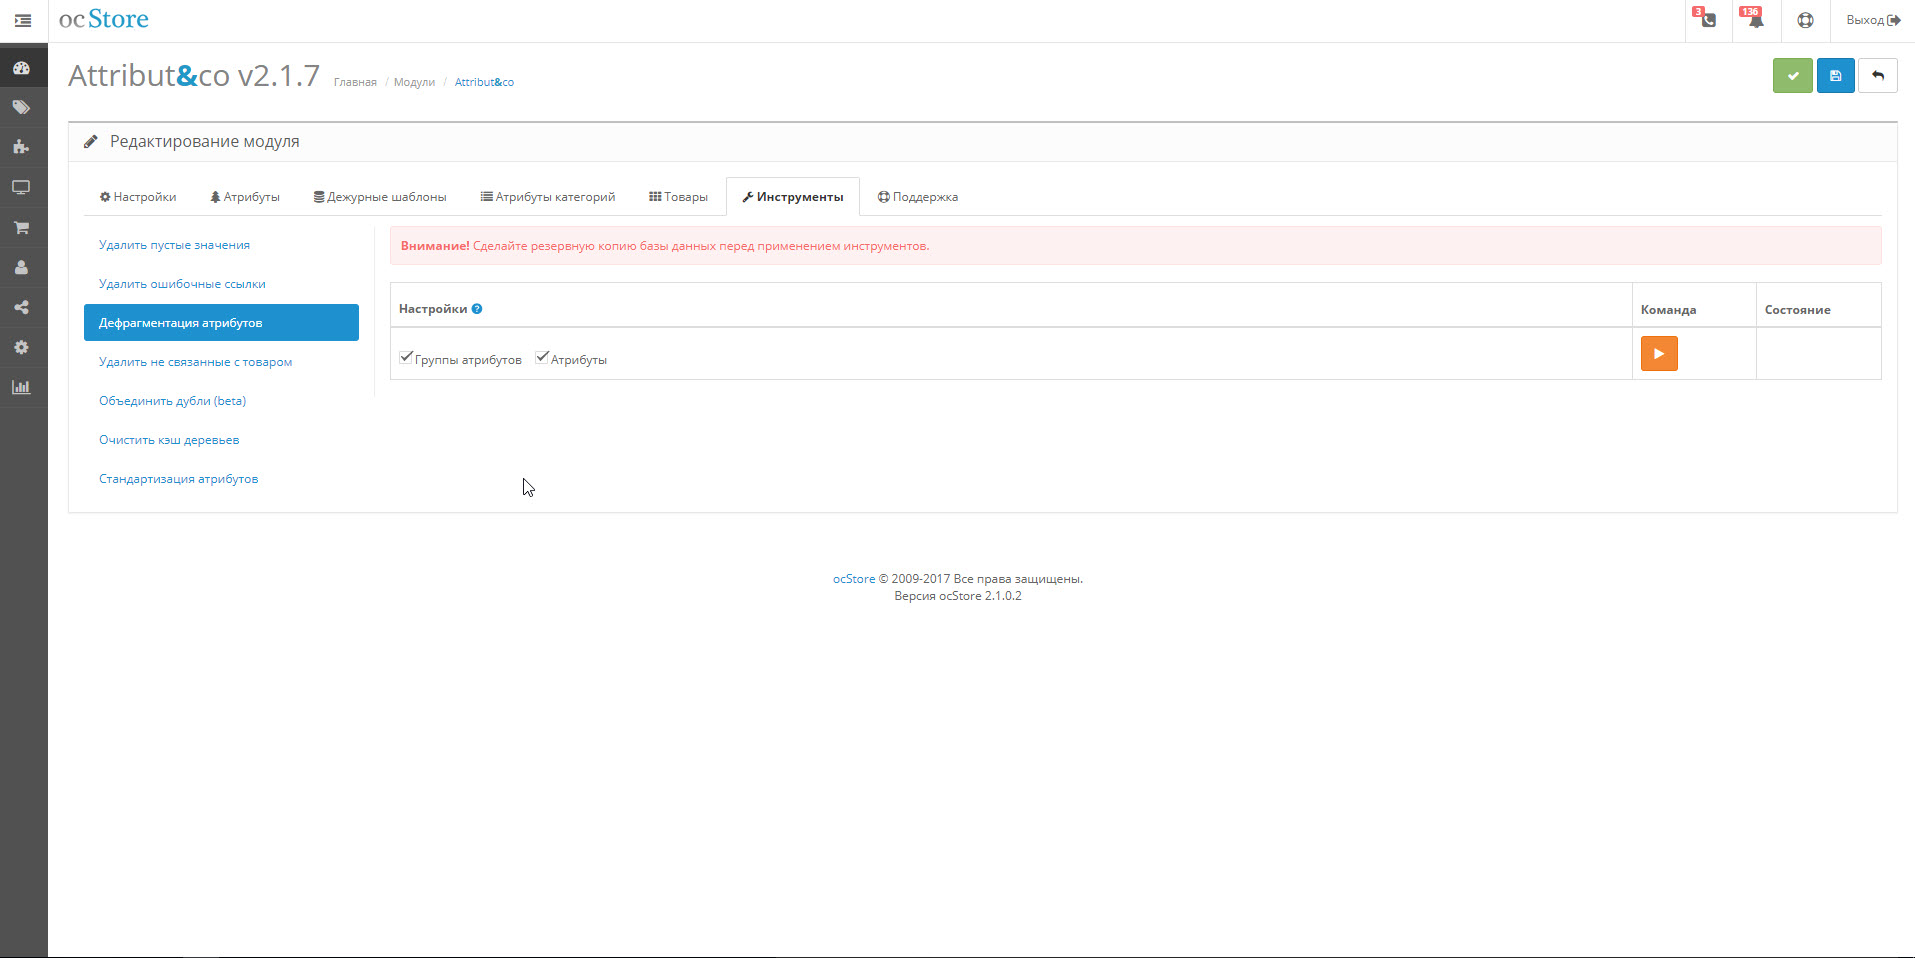 ocStore
3
136
Выход
Attribut&co v2.1.7
Главная / Модули / Attribut&co
Редактирование модуля
Настройки
Атрибуты
Дежурные шаблоны
Атрибуты категорий
Товары
Инструменты
Поддержка
Удалить пустые значения
Удалить ошибочные ссылки
Дефрагментация атрибутов
Удалить не связанные с товаром
Объединить дубли (beta)
Очистить кэш деревьев
Стандартизация атрибутов
Внимание! Сделайте резервную копию базы данных перед применением инструментов.
Настройки ?
Команда
Состояние
Группы атрибутов
Атрибуты
ocStore © 2009-2017 Все права защищены.
Версия ocStore 2.1.0.2